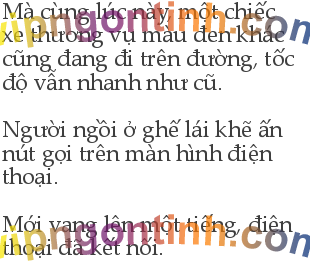 Mà cùng lúc này, một chiếc
xe thương vụ màu đen khác
cũng đang đi trên đường, tốc
độ vẫn nhanh như cũ.
Người ngồi ở ghế lái khẽ ấn
nút gọi trên màn hình điện
thoại.
Mới vang lên một tiếng, điện
thoại đã kết nối.